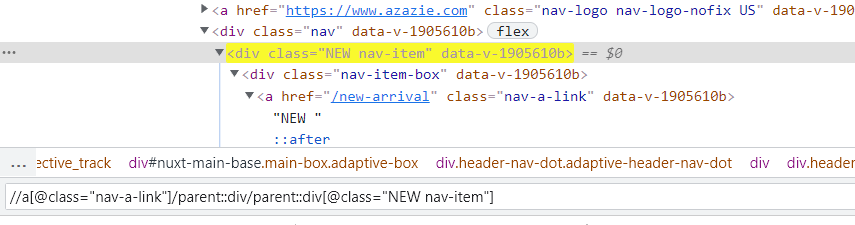 <a href="https://www.azazie.com" class="nav-logo nav-logo-nofix US" data-v-1905610b
<div class="nav" data-v-1905610b> flex
... <div class="NEW nav-item" data-v-1905610b> == $0
<div class="nav-item-box" data-v-1905610b>
<a href="/new-arrival" class="nav-a-link" data-v-1905610b>
"NEW "
::after
... ective_track div#nuxt-main-base.main-box.adaptive-box div.header-nav-dot.adaptive-header-nav-dot div div.heade
//a[@class="nav-a-link"]/parent::div/parent::div[@class="NEW nav-item"]